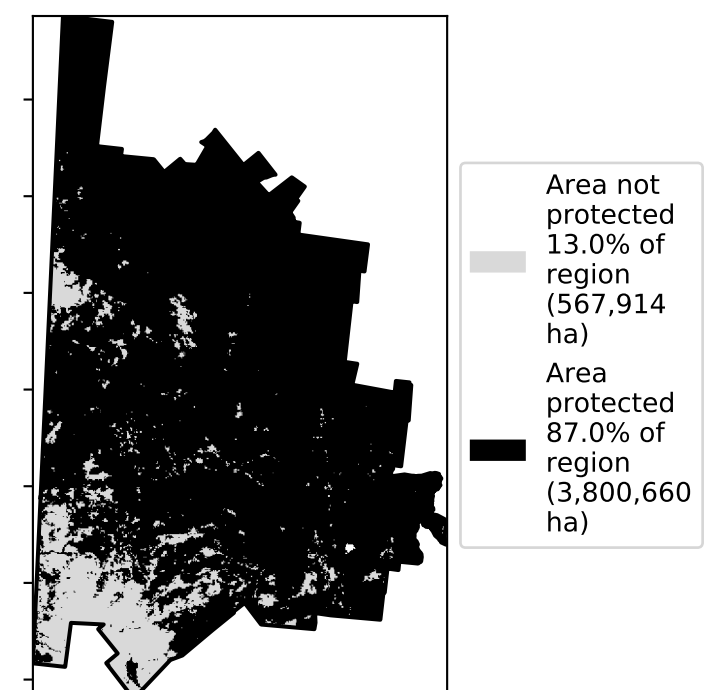 Area not
protected
13.0% of
region
(567,914
ha)
Area
protected
87.0% of
region
(3,800,660
ha)